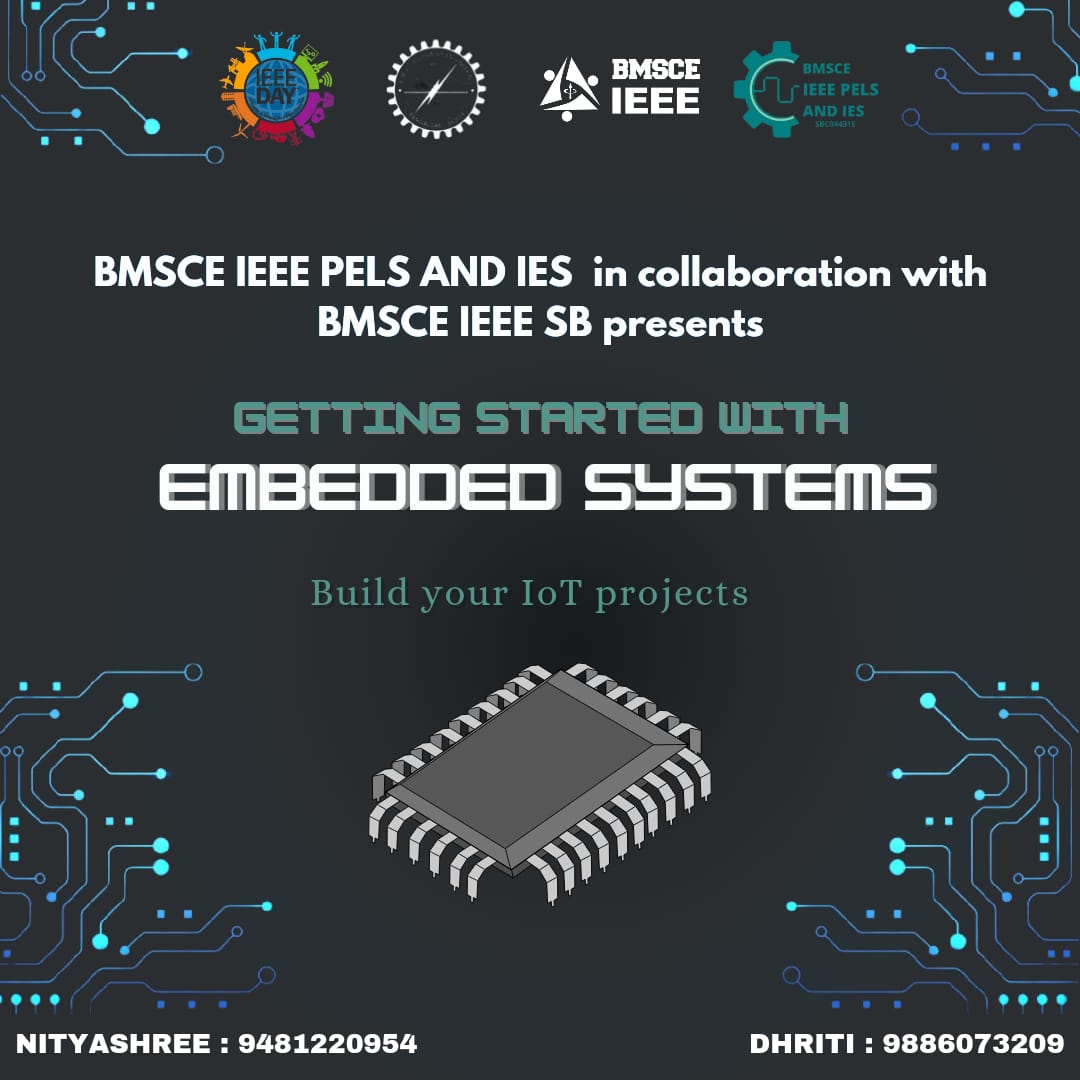 IEEE
DAY
BMSCE
IEEE
BMSCE
IEEE PELS
AND IES
SBC04431E
BMSCE IEEE PELS AND IES in collaboration with
BMSCE IEEE SB presents
GETTING STARTED WITH
EMBEDDED SYSTEMS
Build your IoT projects
NITYASHREE : 9481220954
DHRITI : 9886073209